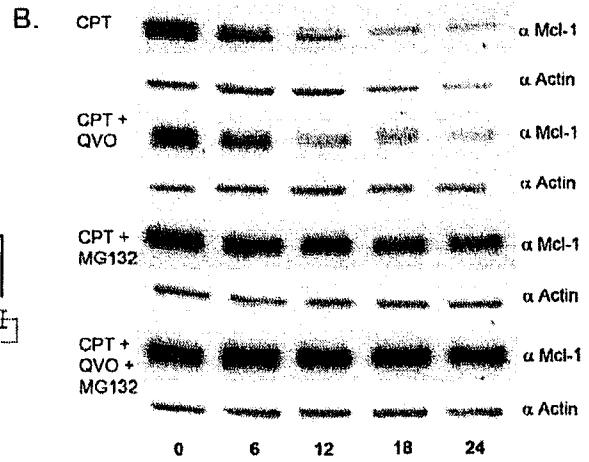 B.
CPT
α Mcl-1
α Actin
CPT +
QVO
α Mcl-1
α Actin
CPT +
MG132
α Mcl-1
α Actin
CPT +
QVO +
MG132
α Mcl-1
α Actin
0 6 12 18 24